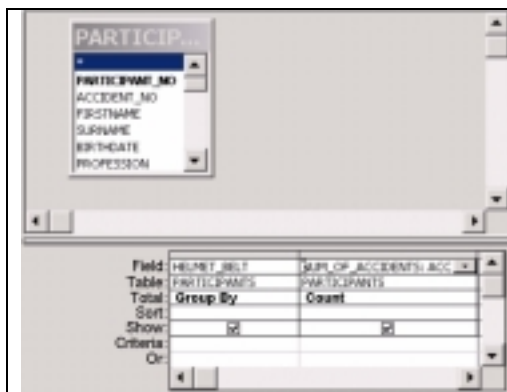 PARTICIP...
*
PARTICIPANT_NO
ACCIDENT_NO
FIRSTNAME
SURNAME
BIRTHDATE
PROFESSION
Field: HELMET_BELT SUM_OF_ACCIDENTS: ACC
Table: PARTICIPANTS PARTICIPANTS
Total: Group By Count
Sort:
Show:
Criteria:
Or: